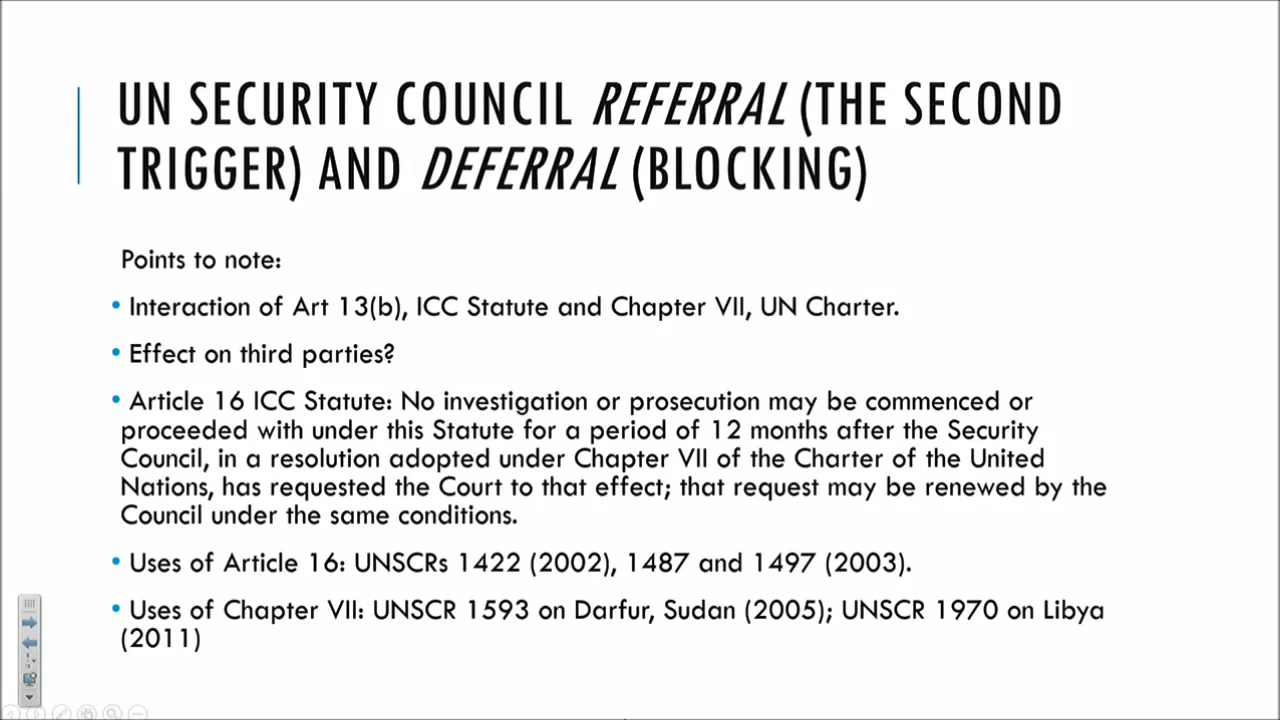 UN SECURITY COUNCIL REFERRAL (THE SECOND
TRIGGER) AND DEFERRAL (BLOCKING)
Points to note:
• Interaction of Art 13(b), ICC Statute and Chapter VII, UN Charter.
• Effect on third parties?
• Article 16 ICC Statute: No investigation or prosecution may be commenced or
proceeded with under this Statute for a period of 12 months after the Security
Council, in a resolution adopted under Chapter VII of the Charter of the United
Nations, has requested the Court to that effect; that request may be renewed by the
Council under the same conditions.
• Uses of Article 16: UNSCRs 1422 (2002), 1487 and 1497 (2003).
• Uses of Chapter VII: UNSCR 1593 on Darfur, Sudan (2005); UNSCR 1970 on Libya
(2011)